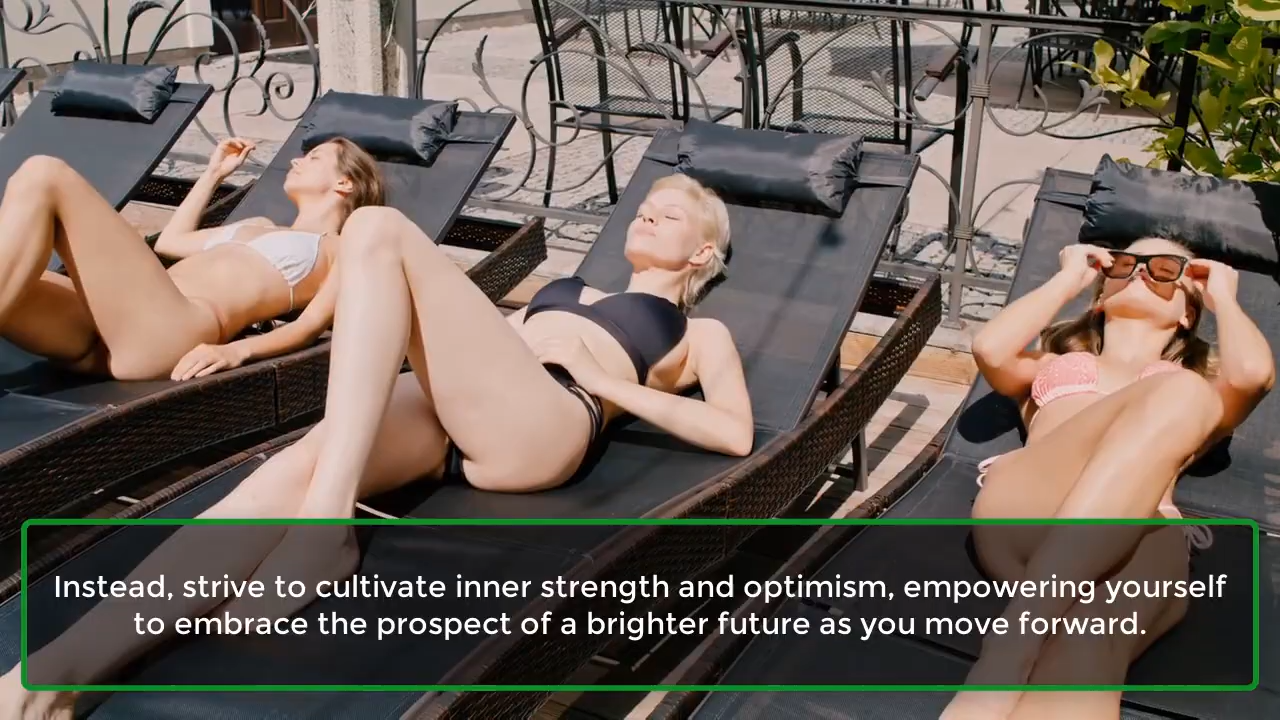 Instead, strive to cultivate inner strength and optimism, empowering yourself
to embrace the prospect of a brighter future as you move forward.